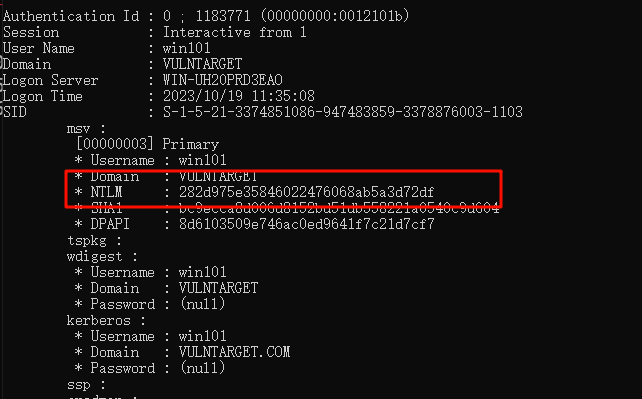 Authentication Id : 0 ; 1183771 (00000000:0012101b)
Session : Interactive from 1
User Name : win101
Domain : VULNTARGET
Logon Server : WIN-UH20PRD3EAO
Logon Time : 2023/10/19 11:35:08
SID : S-1-5-21-3374851086-947483859-3378876003-1103
msv :
[00000003] Primary
* Username : win101
* Domain : VULNTARGET
* NTLM : 282d975e35846022476068ab5a3d72df
* SHA1 : bc9ecca8d006d8152bd51db558221a0540c9d604
* DPAPI : 8d6103509e746ac0ed9641f7c21d7cf7
tspkg :
wdigest :
* Username : win101
* Domain : VULNTARGET
* Password : (null)
kerberos :
* Username : win101
* Domain : VULNTARGET.COM
* Password : (null)
ssp :